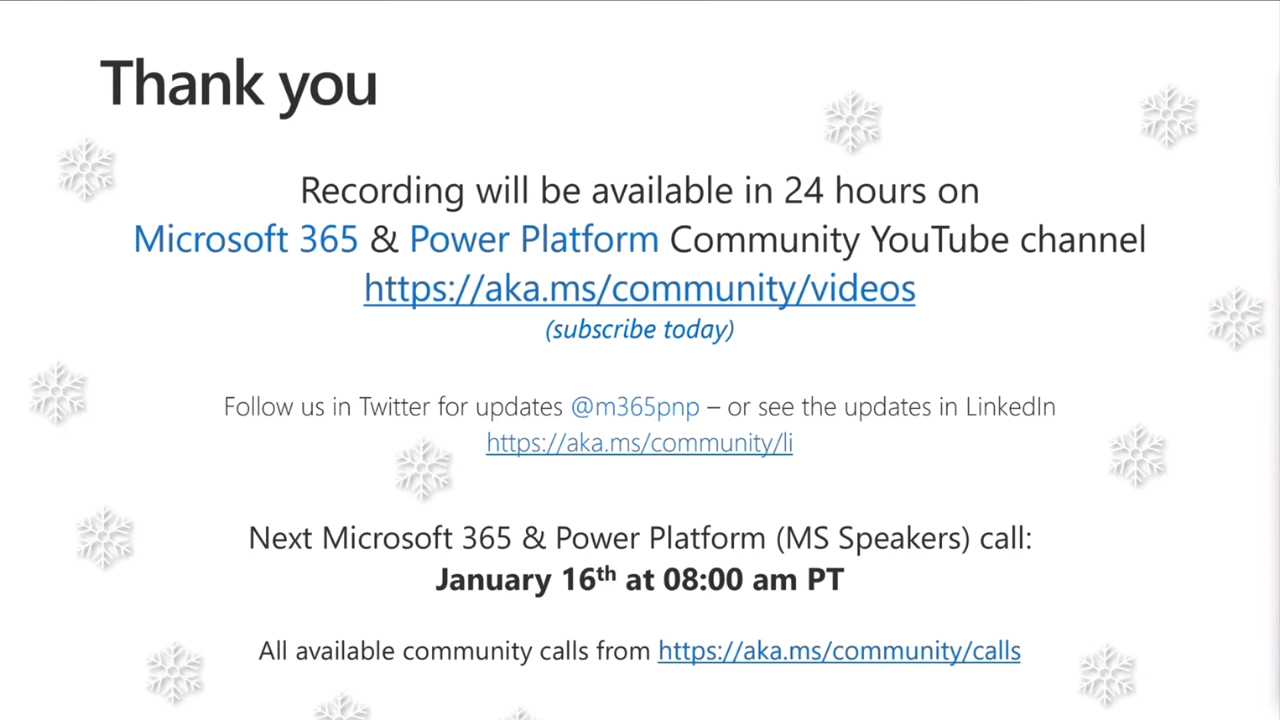 Thank you
Recording will be available in 24 hours on
Microsoft 365 & Power Platform Community YouTube channel
https://aka.ms/community/videos
(subscribe today)
Follow us in Twitter for updates @m365pnp – or see the updates in LinkedIn
https://aka.ms/community/li
Next Microsoft 365 & Power Platform (MS Speakers) call:
January 16th at 08:00 am PT
All available community calls from https://aka.ms/community/calls